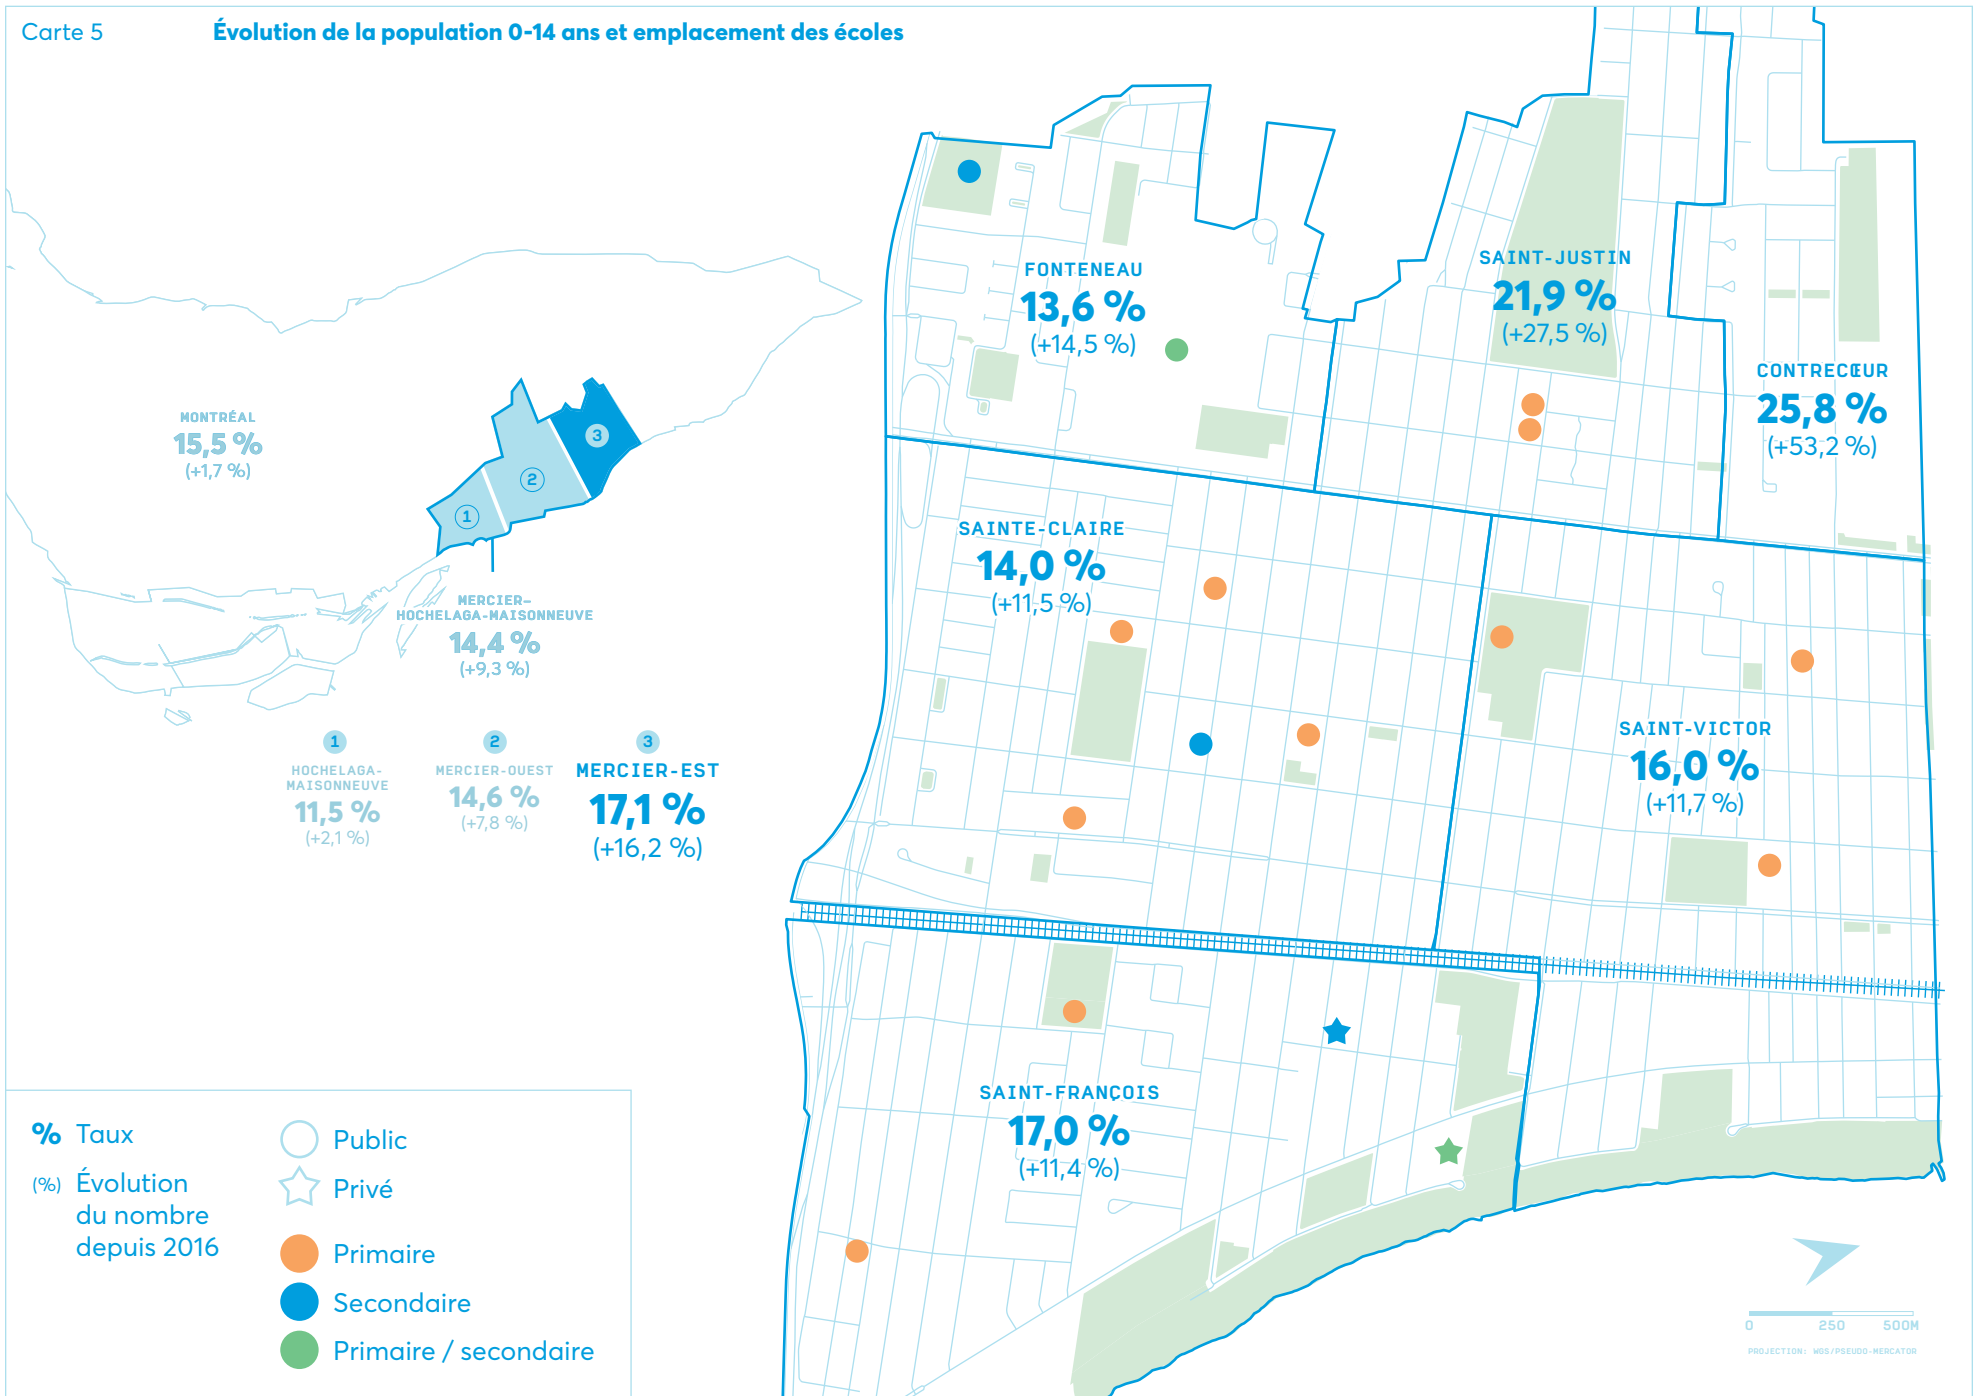 Carte 5
Évolution de la population 0-14 ans et emplacement des écoles
MONTRÉAL
15,5 %
(+1,7 %)
1
2
3
MERCIER-
HOCHELAGA-MAISONNEUVE
14,4 %
(+9,3 %)
1
HOCHELAGA-
MAISONNEUVE
11,5 %
(+2,1 %)
2
MERCIER-OUEST
14,6 %
(+7,8 %)
3
MERCIER-EST
17,1 %
(+16,2 %)
FONTENEAU
13,6 %
(+14,5 %)
SAINT-JUSTIN
21,9 %
(+27,5 %)
CONTRECŒUR
25,8 %
(+53,2 %)
SAINTE-CLAIRE
14,0 %
(+11,5 %)
SAINT-VICTOR
16,0 %
(+11,7 %)
SAINT-FRANÇOIS
17,0 %
(+11,4 %)
% Taux
(%) Évolution
du nombre
depuis 2016
Public
Privé
Primaire
Secondaire
Primaire / secondaire
0 250 500M
PROJECTION: WGS/PSEUDO-MERCATOR